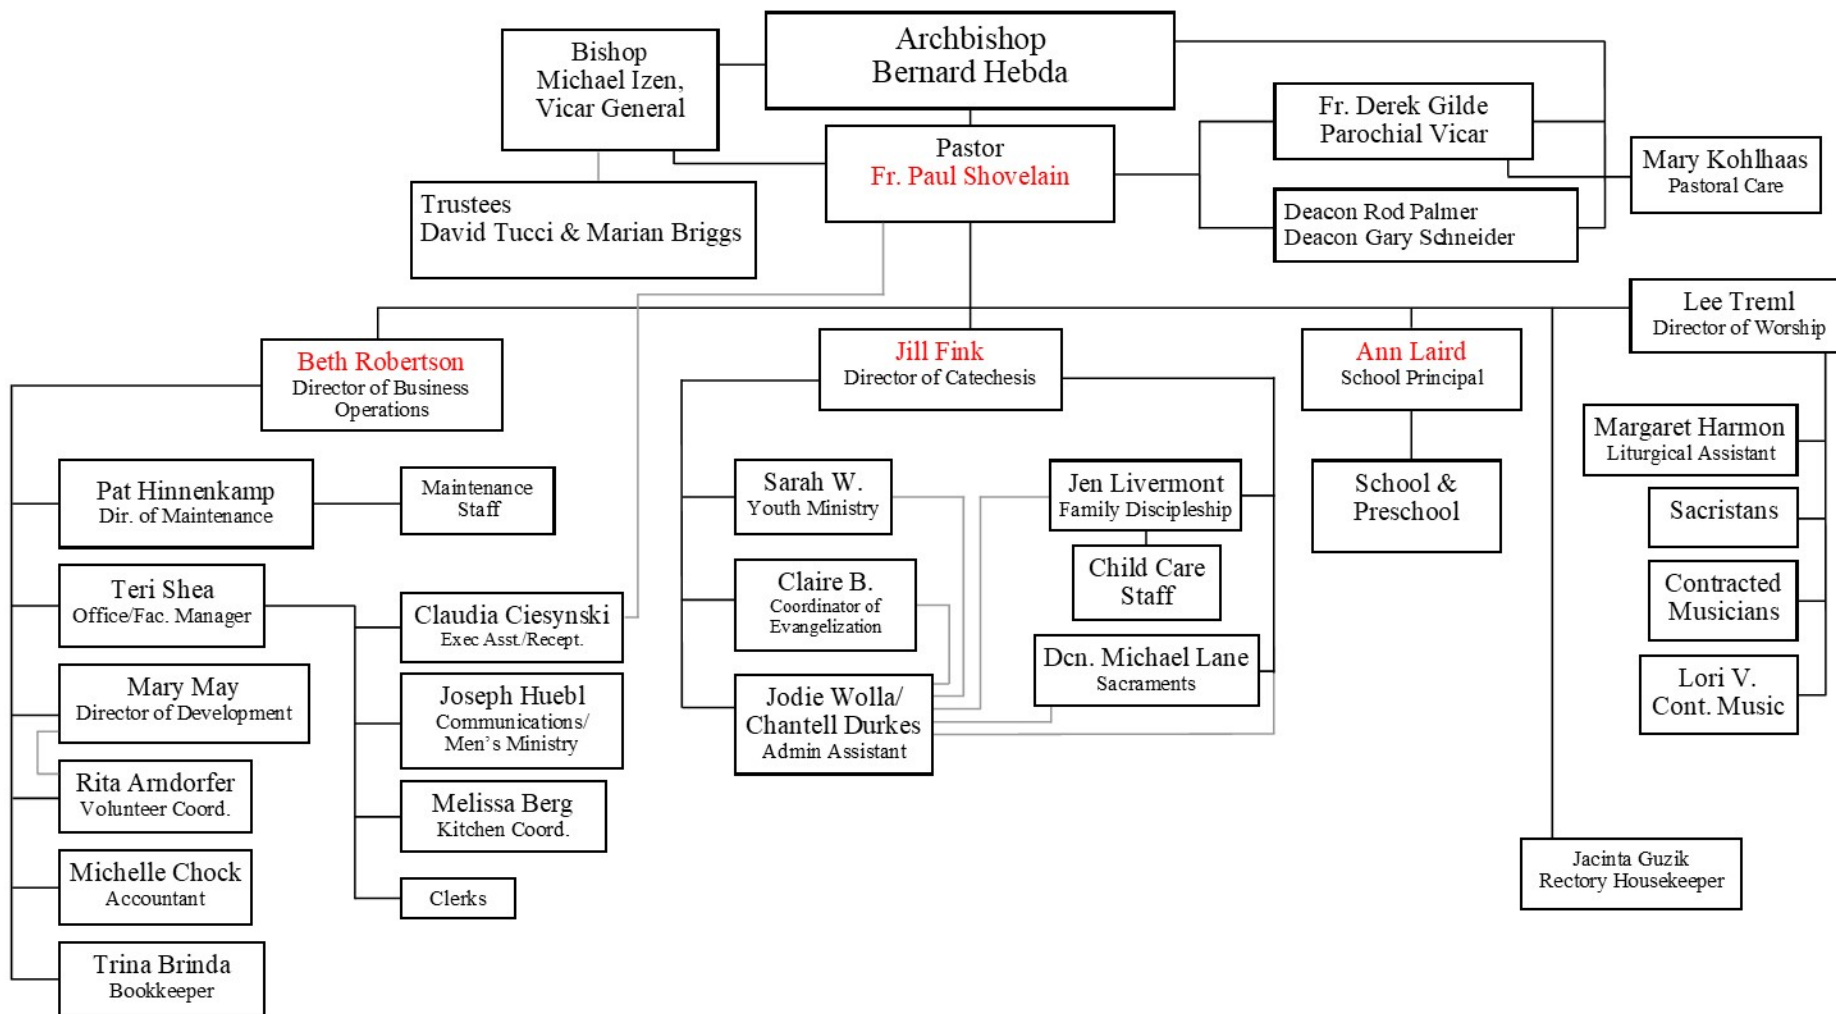 Archbishop
Bernard Hebda
Bishop
Michael Izen,
Vicar General
Pastor
Fr. Paul Shovelain
Fr. Derek Gilde
Parochial Vicar
Mary Kohlhaas
Pastoral Care
Trustees
David Tucci & Marian Briggs
Deacon Rod Palmer
Deacon Gary Schneider
Lee Treml
Director of Worship
Beth Robertson
Director of Business
Operations
Jill Fink
Director of Catechesis
Ann Laird
School Principal
Margaret Harmon
Liturgical Assistant
Pat Hinnenkamp
Dir. of Maintenance
Maintenance
Staff
Sarah W.
Youth Ministry
Jen Livermont
Family Discipleship
School &
Preschool
Sacristans
Teri Shea
Office/Fac. Manager
Claudia Ciesynski
Exec Asst./Recept.
Claire B.
Coordinator of
Evangelization
Child Care
Staff
Contracted
Musicians
Mary May
Director of Development
Joseph Huebl
Communications/
Men's Ministry
Jodie Wolla/
Chantell Durkes
Admin Assistant
Dcn. Michael Lane
Sacraments
Lori V.
Cont. Music
Rita Arndorfer
Volunteer Coord.
Melissa Berg
Kitchen Coord.
Michelle Chock
Accountant
Clerks
Jacinta Guzik
Rectory Housekeeper
Trina Brinda
Bookkeeper